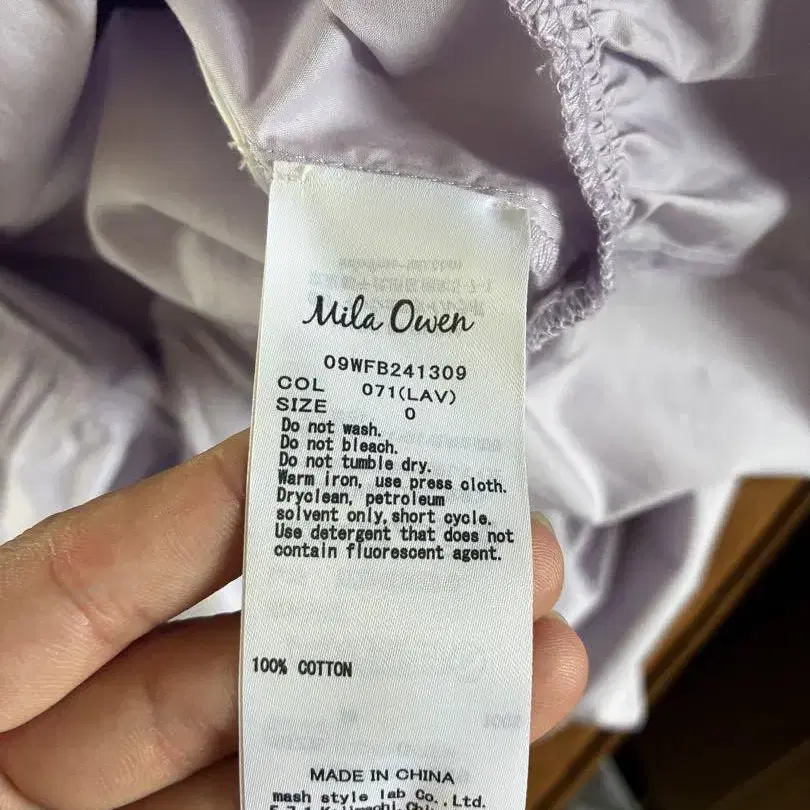 Mila Owen
09WFB241309
COL 071(LAV)
SIZE 0
Do not wash.
Do not bleach.
Do not tumble dry.
Warm iron, use press cloth.
Dryclean, petroleum
solvent only, short cycle.
Use detergent that does not
contain fluorescent agent.
100% COTTON
MADE IN CHINA
mash style lab Co.,Ltd.